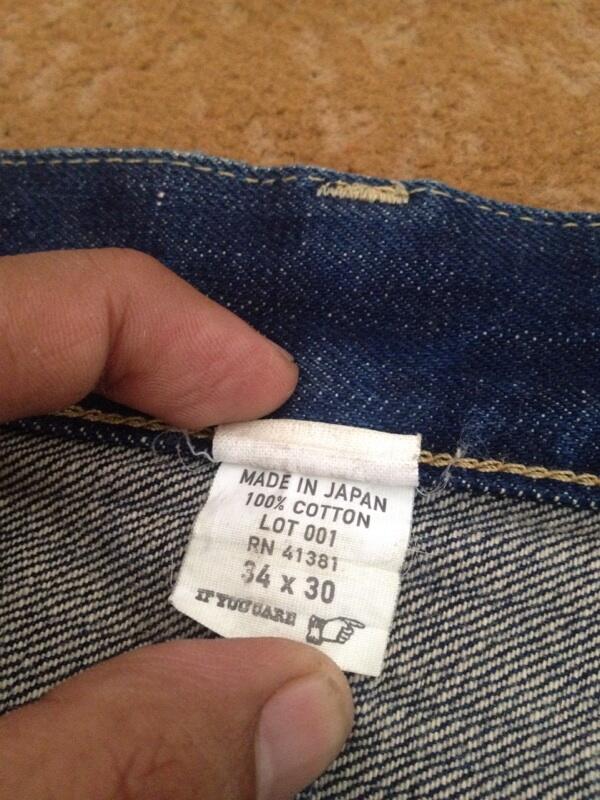 MADE IN JAPAN
100% COTTON
LOT 001
RN 41381
34 X 30
IF YOU CARE